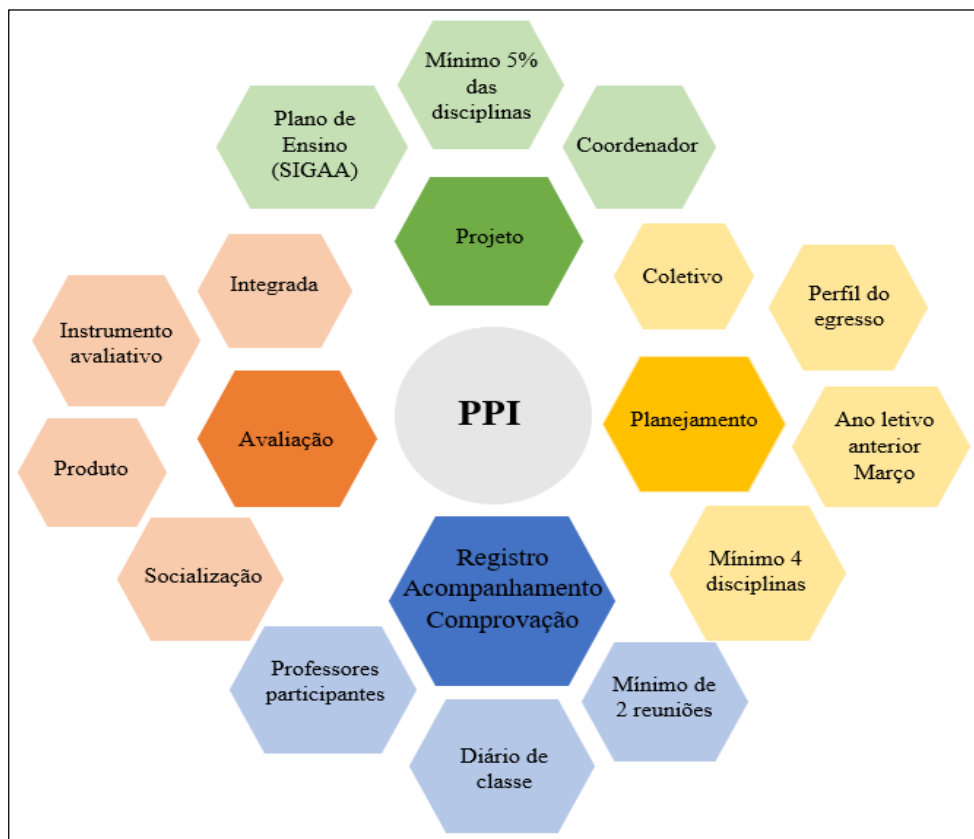 Mínimo 5%
das
disciplinas
Plano de
Ensino
(SIGAA)
Coordenador
Projeto
Coletivo
Perfil do
egresso
Planejamento
Ano letivo
anterior
Março
Mínimo 4
disciplinas
Integrada
Instrumento
avaliativo
Avaliação
Produto
Socialização
PPI
Registro
Acompanhamento
Comprovação
Professores
participantes
Diário de
classe
Mínimo de
2 reuniões